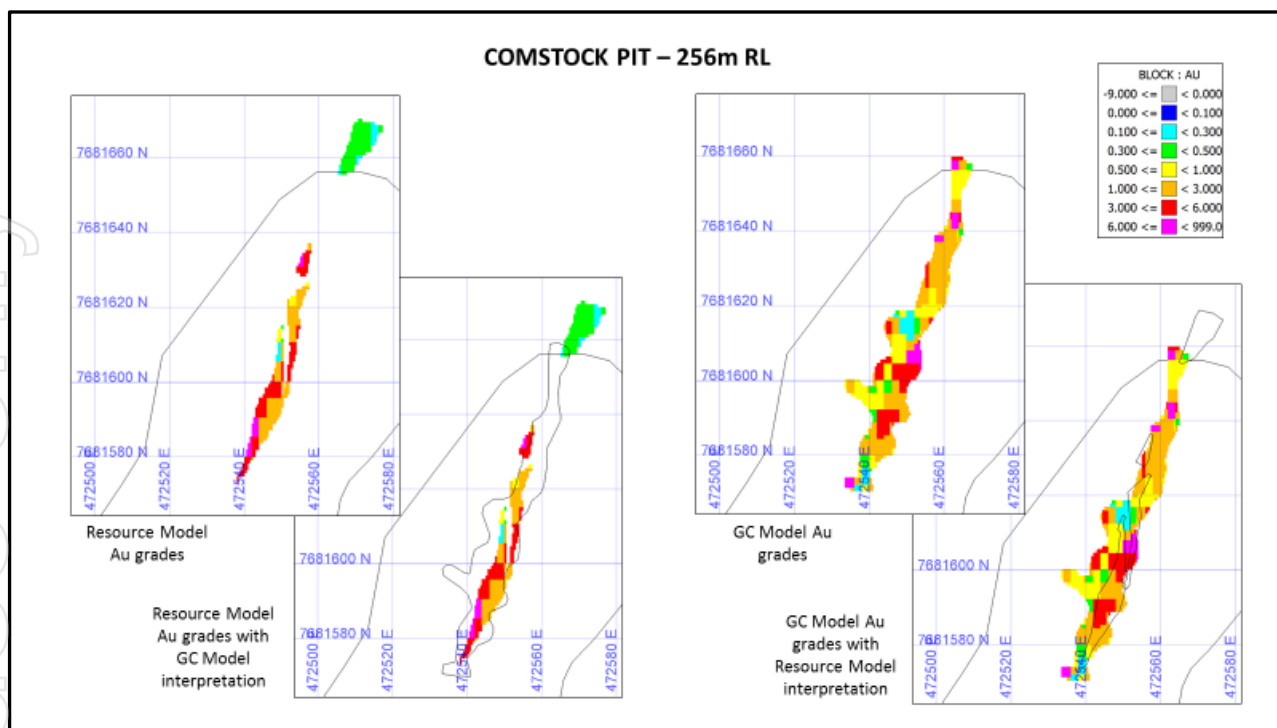 COMSTOCK PIT – 256m RL
BLOCK : AU
-9.000 <= < 0.000
0.000 <= < 0.100
0.100 <= < 0.300
0.300 <= < 0.500
0.500 <= < 1.000
1.000 <= < 3.000
3.000 <= < 6.000
6.000 <= < 999.0
7681660 N
7681640 N
7681620 N
7681600 N
7681580 N
472500 E
472520 E
472540 E
472560 E
472580 E
Resource Model
Au grades
7681600 N
7681580 N
472500 E
472520 E
472540 E
472560 E
472580 E
Resource Model
Au grades with
GC Model
interpretation
7681660 N
7681640 N
7681620 N
7681600 N
7681580 N
472500 E
472520 E
472540 E
472560 E
472580 E
GC Model Au
grades
7681600 N
7681580 N
472500 E
472520 E
472540 E
472560 E
472580 E
GC Model Au
grades with
Resource Model
interpretation